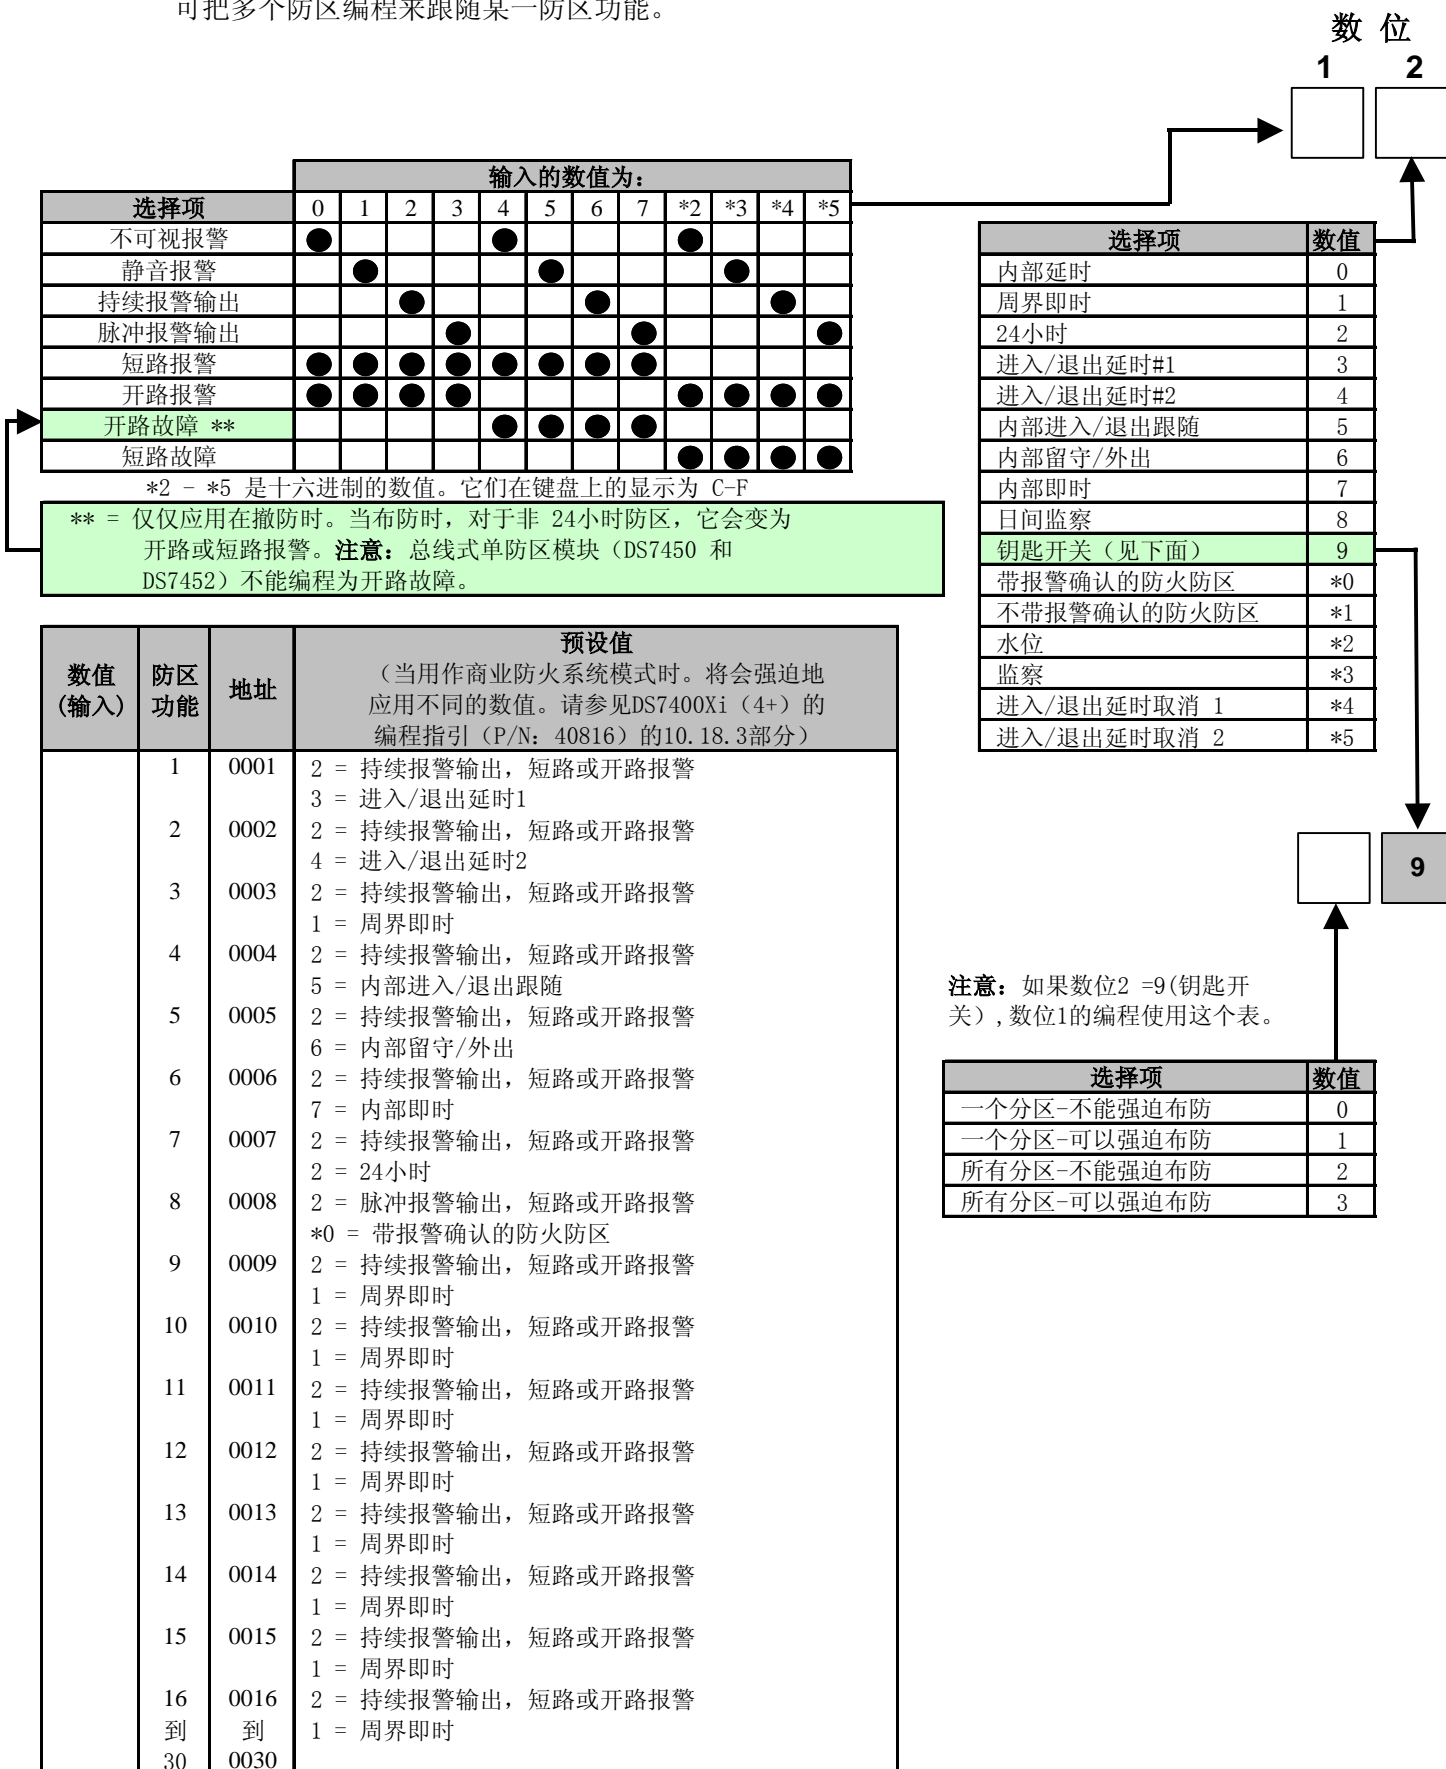 可把多个防区编程来跟随某一防区功能。
数 位
1 2
输入的数值为:
选择项 0 1 2 3 4 5 6 7 *2 *3 *4 *5
不可视报警
静音报警
持续报警输出
脉冲报警输出
短路报警
开路报警
开路故障 **
短路故障
*2 - *5 是十六进制的数值。它们在键盘上的显示为 C-F
** = 仅仅应用在撤防时。当布防时,对于非 24小时防区,它会变为
开路或短路报警。注意:总线式单防区模块（DS7450 和
DS7452）不能编程为开路故障。
选择项 数值
内部延时 0
周界即时 1
24小时 2
进入/退出延时#1 3
进入/退出延时#2 4
内部进入/退出跟随 5
内部留守/外出 6
内部即时 7
日间监察 8
钥匙开关（见下面） 9
带报警确认的防火防区 *0
不带报警确认的防火防区 *1
水位 *2
监察 *3
进入/退出延时取消 1 *4
进入/退出延时取消 2 *5
9
注意: 如果数位2 =9(钥匙开
关）,数位1的编程使用这个表。
选择项 数值
一个分区-不能强迫布防 0
一个分区-可以强迫布防 1
所有分区-不能强迫布防 2
所有分区-可以强迫布防 3
数值
(输入)
防区
功能
地址
预设值
（当用作商业防火系统模式时。将会强迫地
应用不同的数值。请参见DS7400Xi（4+）的
编程指引（P/N: 40816）的10.18.3部分）
1 0001 2 = 持续报警输出,短路或开路报警
3 = 进入/退出延时1
2 0002 2 = 持续报警输出,短路或开路报警
4 = 进入/退出延时2
3 0003 2 = 持续报警输出,短路或开路报警
1 = 周界即时
4 0004 2 = 持续报警输出,短路或开路报警
5 = 内部进入/退出跟随
5 0005 2 = 持续报警输出,短路或开路报警
6 = 内部留守/外出
6 0006 2 = 持续报警输出,短路或开路报警
7 = 内部即时
7 0007 2 = 持续报警输出,短路或开路报警
2 = 24小时
8 0008 2 = 脉冲报警输出,短路或开路报警
*0 = 带报警确认的防火防区
9 0009 2 = 持续报警输出,短路或开路报警
1 = 周界即时
10 0010 2 = 持续报警输出,短路或开路报警
1 = 周界即时
11 0011 2 = 持续报警输出,短路或开路报警
1 = 周界即时
12 0012 2 = 持续报警输出,短路或开路报警
1 = 周界即时
13 0013 2 = 持续报警输出,短路或开路报警
1 = 周界即时
14 0014 2 = 持续报警输出,短路或开路报警
1 = 周界即时
15 0015 2 = 持续报警输出,短路或开路报警
1 = 周界即时
16 0016 2 = 持续报警输出,短路或开路报警
到 到 1 = 周界即时
30 0030